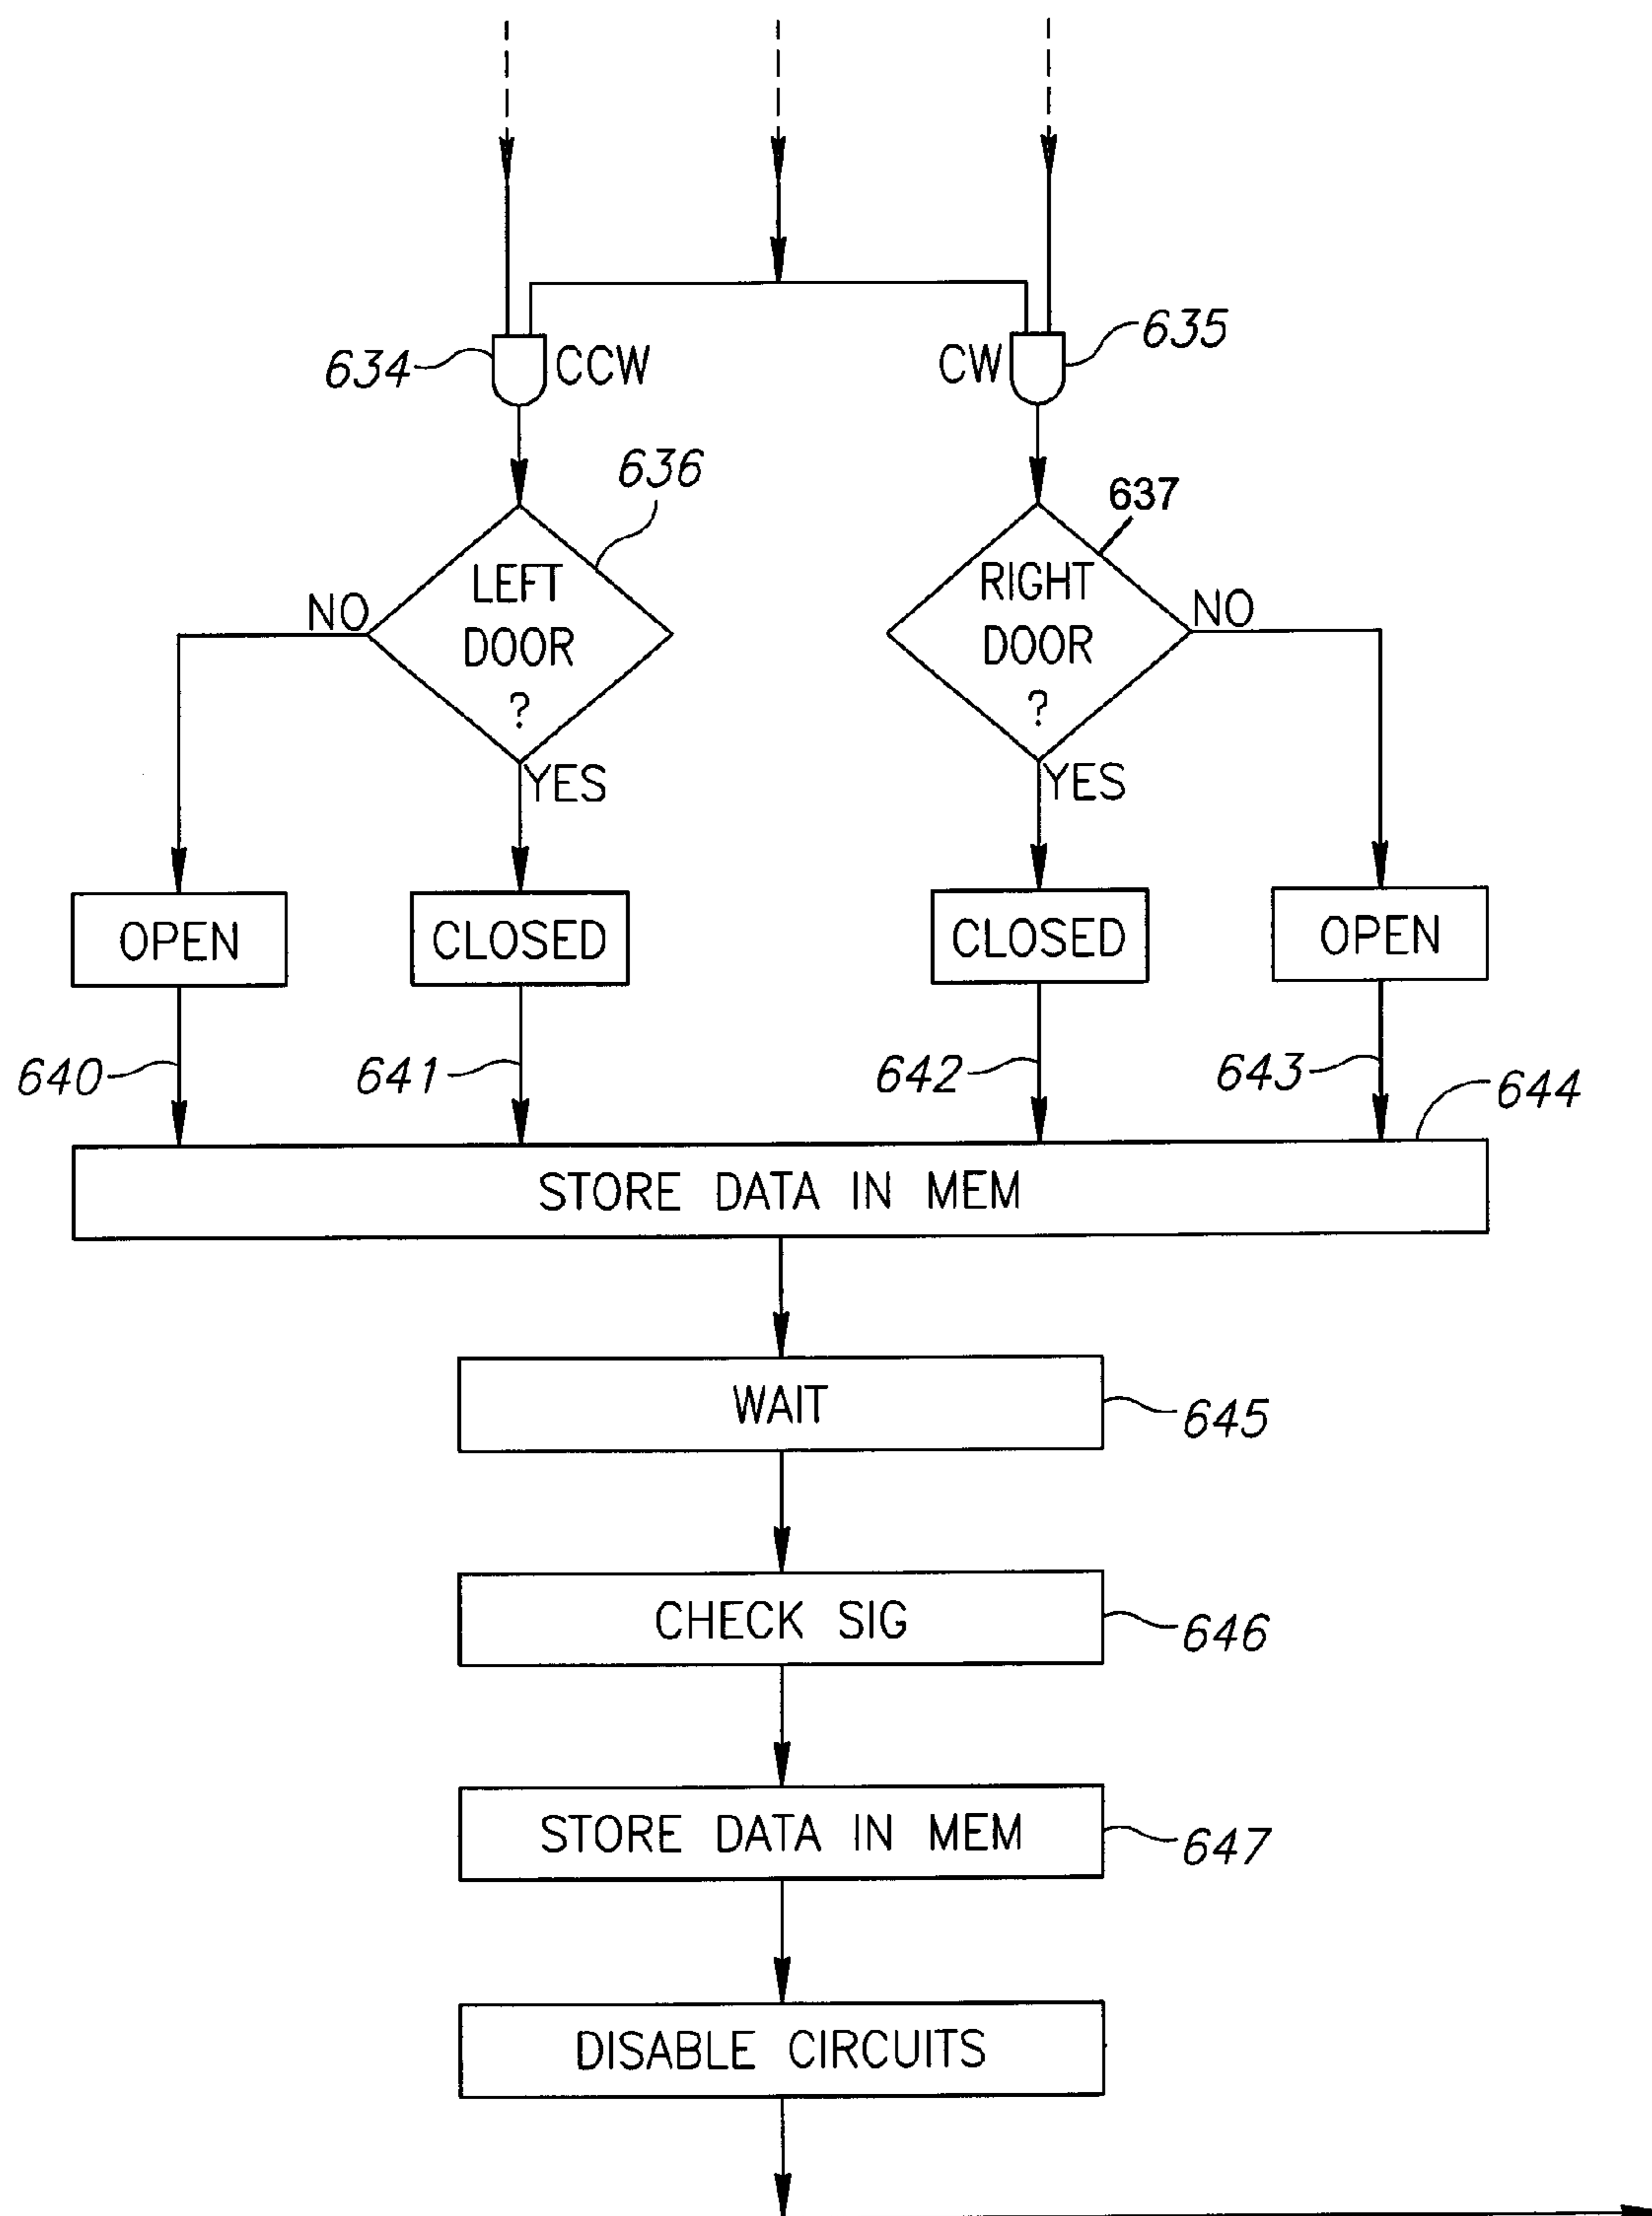 634 CCW
CW 635
636
637
LEFT
DOOR
?
RIGHT
DOOR
?
NO
NO
YES
YES
OPEN
CLOSED
CLOSED
OPEN
640
641
642
643
644
STORE DATA IN MEM
WAIT
645
CHECK SIG
646
STORE DATA IN MEM
647
DISABLE CIRCUITS